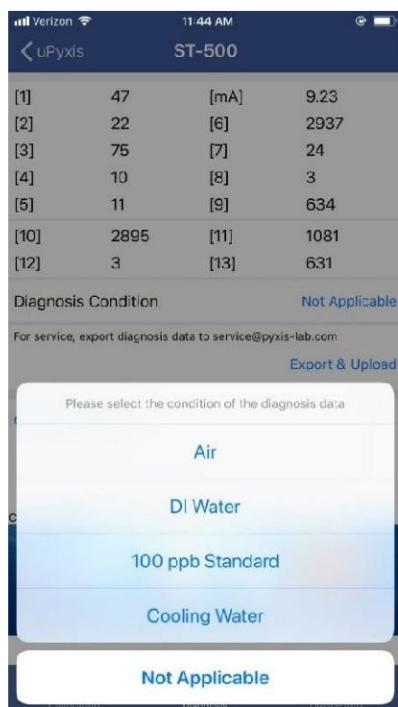 Verizon 11:44 AM
uPyxis ST-500
[1] 47 [mA] 9.23
[2] 22 [6] 2937
[3] 75 [7] 24
[4] 10 [8] 3
[5] 11 [9] 634
[10] 2895 [11] 1081
[12] 3 [13] 631
Diagnosis Condition Not Applicable
For service, export diagnosis data to service@pyxis-lab.com
Export & Upload
Please select the condition of the diagnosis data
Air
DI Water
100 ppb Standard
Cooling Water
Not Applicable